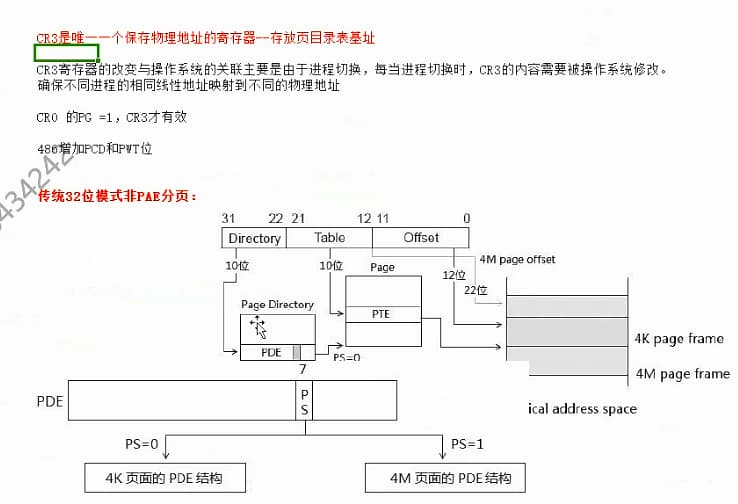 CR3是唯一一个保存物理地址的寄存器--存放页目录表基址
CR3寄存器的改变与操作系统的关联主要是由于进程切换，每当进程切换时，CR3的内容需要被操作系统修改。
确保不同进程的相同线性地址映射到不同的物理地址
CR0 的PG =1，CR3才有效
486增加PCD和PWT位
传统32位模式非PAE分页：
31 22 21 12 11 0
Directory Table Offset
4M page offset
10位 10位 Page 12位
22位
Page Directory
PTE
PDE
PS=0
4K page frame
7
4M page frame
PDE
PS
ical address space
PS=0 PS=1
4K 页面的 PDE 结构 4M 页面的 PDE 结构